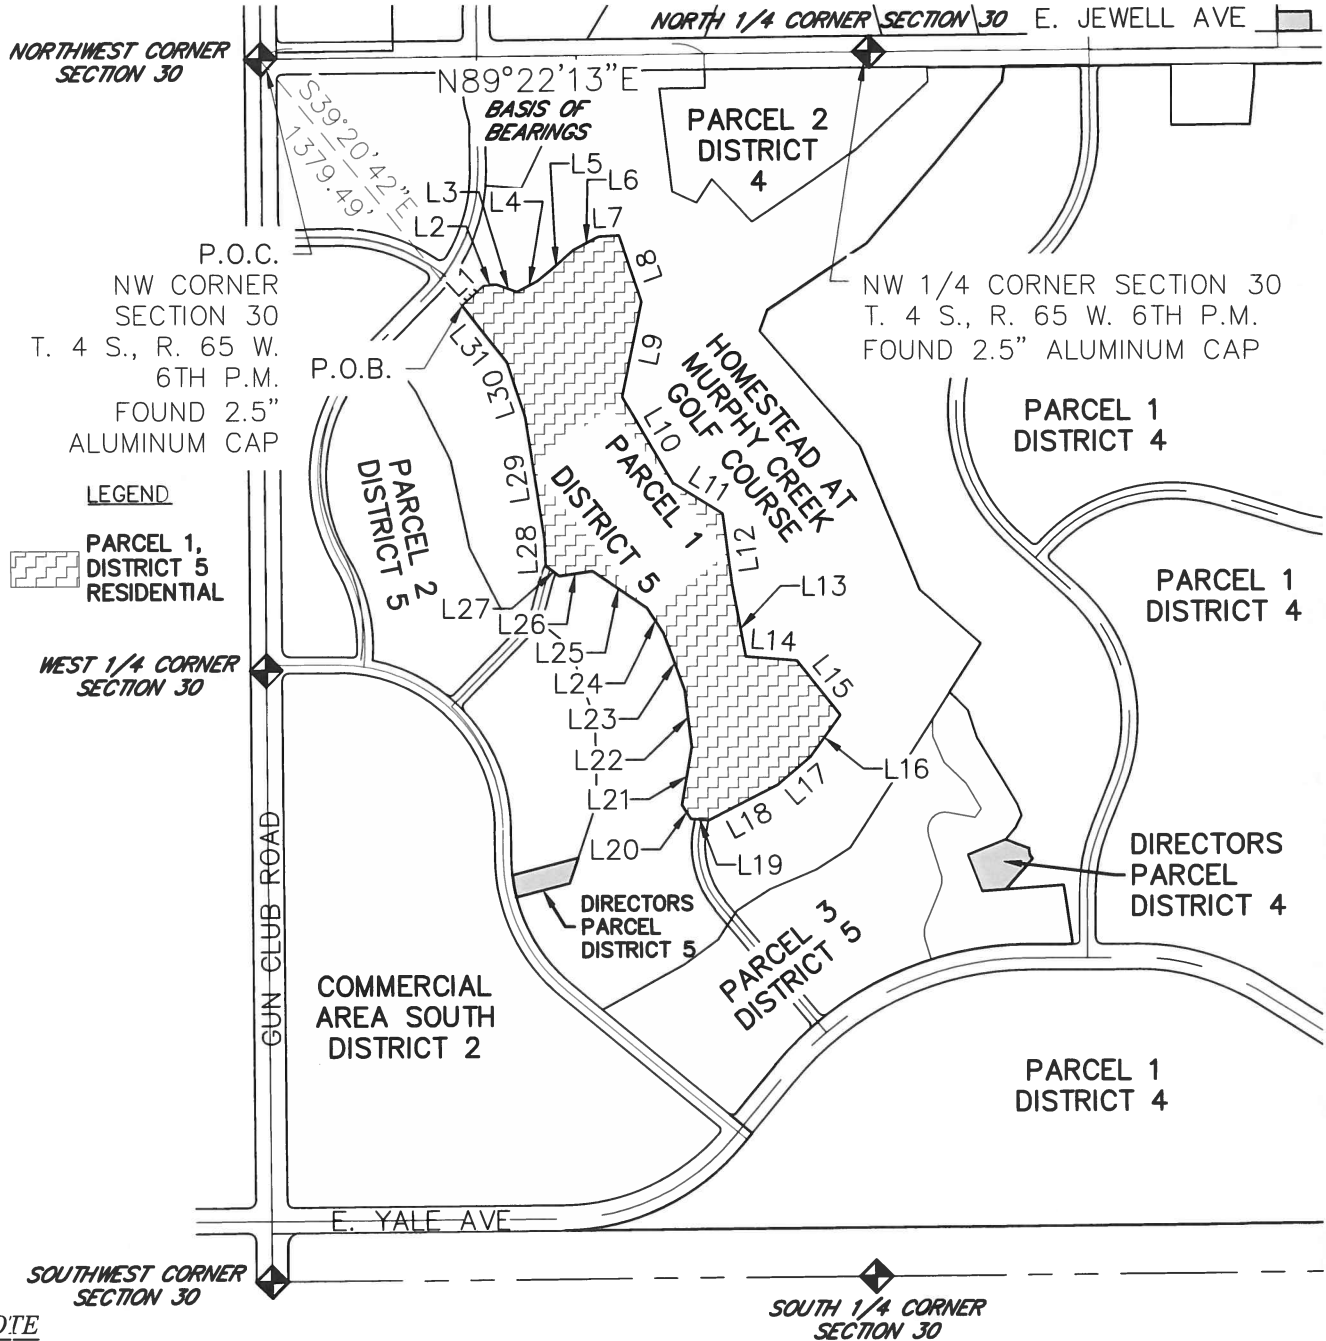 NORTH 1/4 CORNER SECTION 30
E. JEWELL AVE
NORTHWEST CORNER
SECTION 30
N89°22'13"E
BASIS OF
BEARINGS
S39°20'42"E
1379.49'
PARCEL 2
DISTRICT
4
L5
L6
L3
L4
L7
L2
L8
L1
P.O.C.
NW CORNER
SECTION 30
T. 4 S., R. 65 W.
6TH P.M.
FOUND 2.5"
ALUMINUM CAP
NW 1/4 CORNER SECTION 30
T. 4 S., R. 65 W. 6TH P.M.
FOUND 2.5" ALUMINUM CAP
P.O.B.
L31
L30
L9
L10
HOMESTEAD AT
MURPHY CREEK
GOLF COURSE
PARCEL 1
DISTRICT 4
LEGEND
PARCEL 1,
DISTRICT 5
RESIDENTIAL
PARCEL 2
DISTRICT 5
L29
L28
PARCEL 1
DISTRICT 5
L11
L12
L13
L14
L15
PARCEL 1
DISTRICT 4
L27
L26
L25
L24
L23
L22
L21
L20
L16
L17
L18
L19
WEST 1/4 CORNER
SECTION 30
GUN CLUB ROAD
DIRECTORS
PARCEL
DISTRICT 4
DIRECTORS
PARCEL
DISTRICT 5
PARCEL 3
DISTRICT 5
COMMERCIAL
AREA SOUTH
DISTRICT 2
PARCEL 1
DISTRICT 4
E. YALE AVE
SOUTHWEST CORNER
SECTION 30
SOUTH 1/4 CORNER
SECTION 30